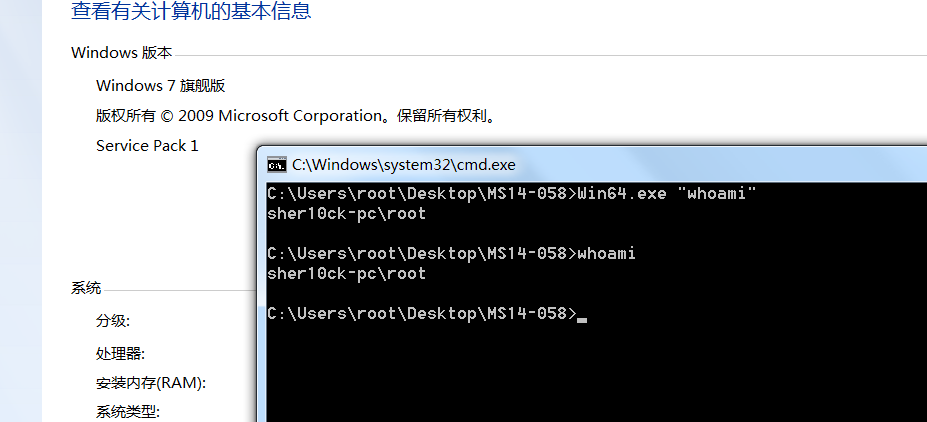 查看有关计算机的基本信息
Windows 版本
Windows 7 旗舰版
版权所有 © 2009 Microsoft Corporation。保留所有权利。
Service Pack 1
系统
分级:
处理器:
安装内存(RAM):
系统类型:
C:\Windows\system32\cmd.exe
C:\Users\root\Desktop\MS14-058>Win64.exe "whoami"
sher10ck-pc\root
C:\Users\root\Desktop\MS14-058>whoami
sher10ck-pc\root
C:\Users\root\Desktop\MS14-058>